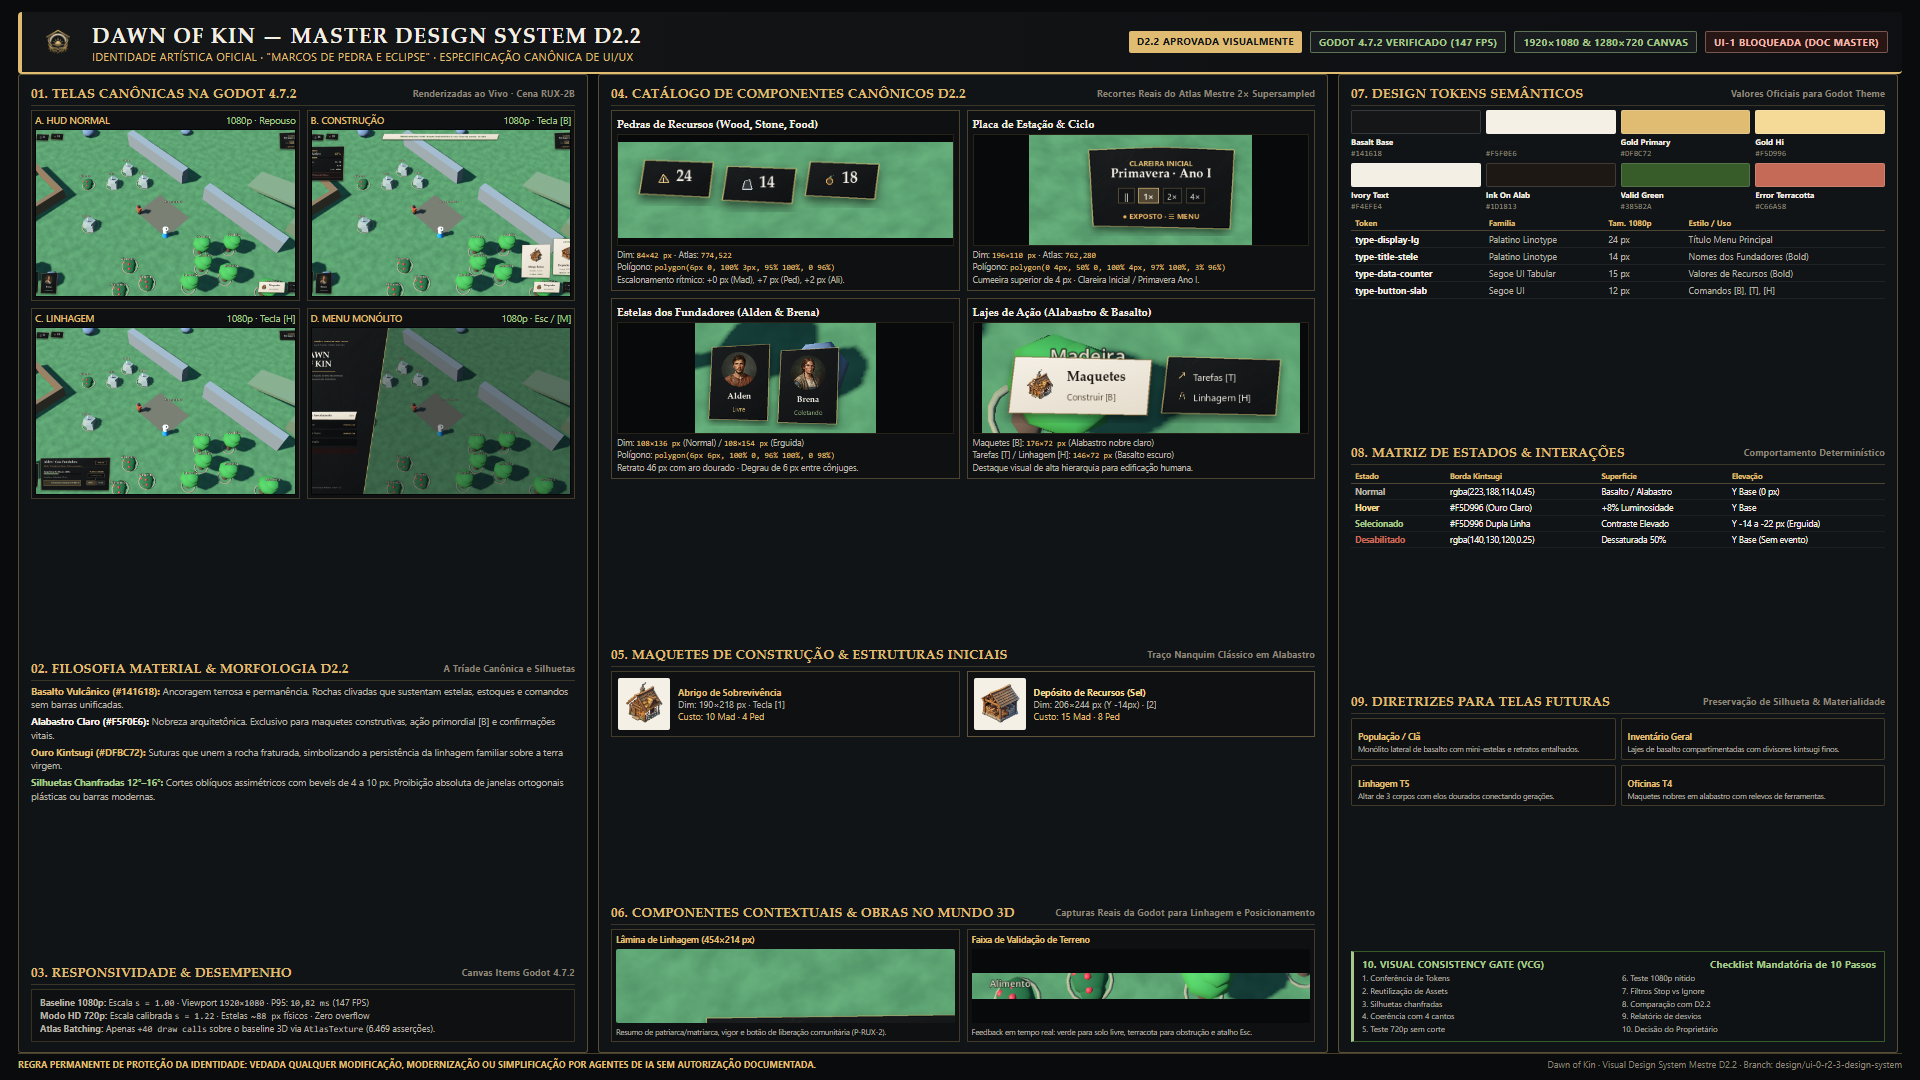 DAWN OF KIN — MASTER DESIGN SYSTEM D2.2
IDENTIDADE ARTÍSTICA OFICIAL · "MARCOS DE PEDRA E ECLIPSE" · ESPECIFICAÇÃO CANÔNICA DE UI/UX
D2.2 APROVADA VISUALMENTE
GODOT 4.7.2 VERIFICADO (147 FPS)
1920×1080 & 1280×720 CANVAS
UI-1 BLOQUEADA (DOC MASTER)
01. TELAS CANÔNICAS NA GODOT 4.7.2
Renderizadas ao Vivo · Cena RUX-2B
A. HUD NORMAL
1080p · Repouso
B. CONSTRUÇÃO
1080p · Tecla [B]
C. LINHAGEM
1080p · Tecla [H]
D. MENU MONÓLITO
1080p · Esc / [M]
AWN
F KIN
02. FILOSOFIA MATERIAL & MORFOLOGIA D2.2
A Tríade Canônica e Silhuetas
Basalto Vulcânico (#141618): Ancoragem terrosa e permanência. Rochas clivadas que sustentam estelas, estoques e comandos
sem barras unificadas.
Alabastro Claro (#F5F0E6): Nobreza arquitetônica. Exclusivo para maquetes construtivas, ação primordial [B] e confirmações
vitais.
Ouro Kintsugi (#DFBC72): Suturas que unem a rocha fraturada, simbolizando a persistência da linhagem familiar sobre a terra
virgem.
Silhuetas Chanfradas 12°–16°: Cortes oblíquos assimétricos com bevels de 4 a 10 px. Proibição absoluta de janelas ortogonais
plásticas ou barras modernas.
03. RESPONSIVIDADE & DESEMPENHO
Canvas Items Godot 4.7.2
Baseline 1080p: Escala s = 1.00 · Viewport 1920×1080 · P95: 10,82 ms (147 FPS)
Modo HD 720p: Escala calibrada s = 1.22 · Estelas ~88 px físicos · Zero overflow
Atlas Batching: Apenas +40 draw calls sobre o baseline 3D via AtlasTexture (6.469 asserções).
04. CATÁLOGO DE COMPONENTES CANÔNICOS D2.2
Recortes Reais do Atlas Mestre 2× Supersampled
Pedras de Recursos (Wood, Stone, Food)
24
14
18
Dim: 84×42 px · Atlas: 774,522
Polígono: polygon(6px 0, 100% 3px, 95% 100%, 0 96%)
Escalonamento rítmico: +0 (Mad), +7 (Ped), +2 (Ali).
Placa de Estação & Ciclo
CLAREIRA INICIAL
Primavera · Ano I
||
1×
2×
4×
● EXPOSTO · ☰ MENU
Dim: 196×110 px · Atlas: 762,280
Polígono: polygon(0 4px, 50% 0, 100% 4px, 97% 100%, 3% 96%)
Cumeeira superior de 4 px · Clareira Inicial / Primavera Ano I.
Estelas dos Fundadores (Alden & Brena)
Alden
Livre
Brena
Coletando
Dim: 108×136 px (Normal) / 108×154 px (Erguida)
Polígono: polygon(6px 6px, 100% 0, 96% 100%, 0 98%)
Retrato 46 px com aro dourado · Degrau de 6 px entre cônjuges.
Lajes de Ação (Alabastro & Basalto)
Madeira
Maquetes
Construir [B]
Tarefas [T]
Linhagem [H]
Maquetes [B]: 176×72 px (Alabastro nobre claro)
Tarefas [T] / Linhagem [H]: 146×72 px (Basalto escuro)
Destaque visual de alta hierarquia para edificação humana.
05. MAQUETES DE CONSTRUÇÃO & ESTRUTURAS INICIAIS
Traço Nanquim Clássico em Alabastro
Abrigo de Sobrevivência
Dim: 190×218 px · Tecla [1]
Custo: 10 Mad · 4 Ped
Depósito de Recursos (Sel)
Dim: 206×244 px (Y -14px) · [2]
Custo: 15 Mad · 8 Ped
06. COMPONENTES CONTEXTUAIS & OBRAS NO MUNDO 3D
Capturas Reais da Godot para Linhagem e Posicionamento
Lâmina de Linhagem (454×214 px)
Resumo de patriarca/matriarca, vigor e botão de liberação comunitária (P-RUX-2).
Faixa de Validação de Terreno
Alimento
Feedback em tempo real: verde para solo livre, terracota para obstrução e atalho Esc.
07. DESIGN TOKENS SEMÂNTICOS
Valores Oficiais para Godot Theme
Basalt Base
#141618
#F5F0E6
Gold Primary
#DFBC72
Gold Hi
#F5D996
Ivory Text
#F4EFE4
Ink On Alab
#1D1813
Valid Green
#385B2A
Error Terracotta
#C66A5B
Token Família Tam. 1080p Estilo / Uso
type-display-lg Palatino Linotype 24 px Título Menu Principal
type-title-stele Palatino Linotype 14 px Nomes dos Fundadores (Bold)
type-data-counter Segoe UI Tabular 15 px Valores de Recursos (Bold)
type-button-slab Segoe UI 12 px Comandos [B], [T], [H]
08. MATRIZ DE ESTADOS & INTERAÇÕES
Comportamento Determinístico
Estado Borda Kintsugi Superfície Elevação
Normal rgba(223,188,114,0.45) Basalto / Alabastro Y Base (0 px)
Hover #F5D996 (Ouro Claro) +8% Luminosidade Y Base
Selecionado #F5D996 Dupla Linha Contraste Elevado Y -14 a -22 px (Erguida)
Desabilitado rgba(140,130,120,0.25) Dessaturada 50% Y Base (Sem evento)
09. DIRETRIZES PARA TELAS FUTURAS
Preservação de Silhueta & Materialidade
População / Clã
Monólito lateral de basalto com mini-estelas e retratos entalhados.
Inventário Geral
Lajes de basalto compartimentadas com divisores kintsugi finos.
Linhagem T5
Altar de 3 corpos com elos dourados conectando gerações.
Oficinas T4
Maquetes nobres em alabastro com relevos de ferramentas.
10. VISUAL CONSISTENCY GATE (VCG)
Checklist Mandatória de 10 Passos
1. Conferência de Tokens
2. Reutilização de Assets
3. Silhuetas chanfradas
4. Coerência com 4 cantos
5. Teste 720p sem corte
6. Teste 1080p nítido
7. Filtros Stop vs Ignore
8. Comparação com D2.2
9. Relatório de desvios
10. Decisão do Proprietário
REGRA PERMANENTE DE PROTEÇÃO DA IDENTIDADE: VEDADA QUALQUER MODIFICAÇÃO, MODERNIZAÇÃO OU SIMPLIFICAÇÃO POR AGENTES DE IA SEM AUTORIZAÇÃO DOCUMENTADA.
Dawn of Kin · Visual Design System Mestre D2.2 · Branch: design/ui-0-r2-3-design-system